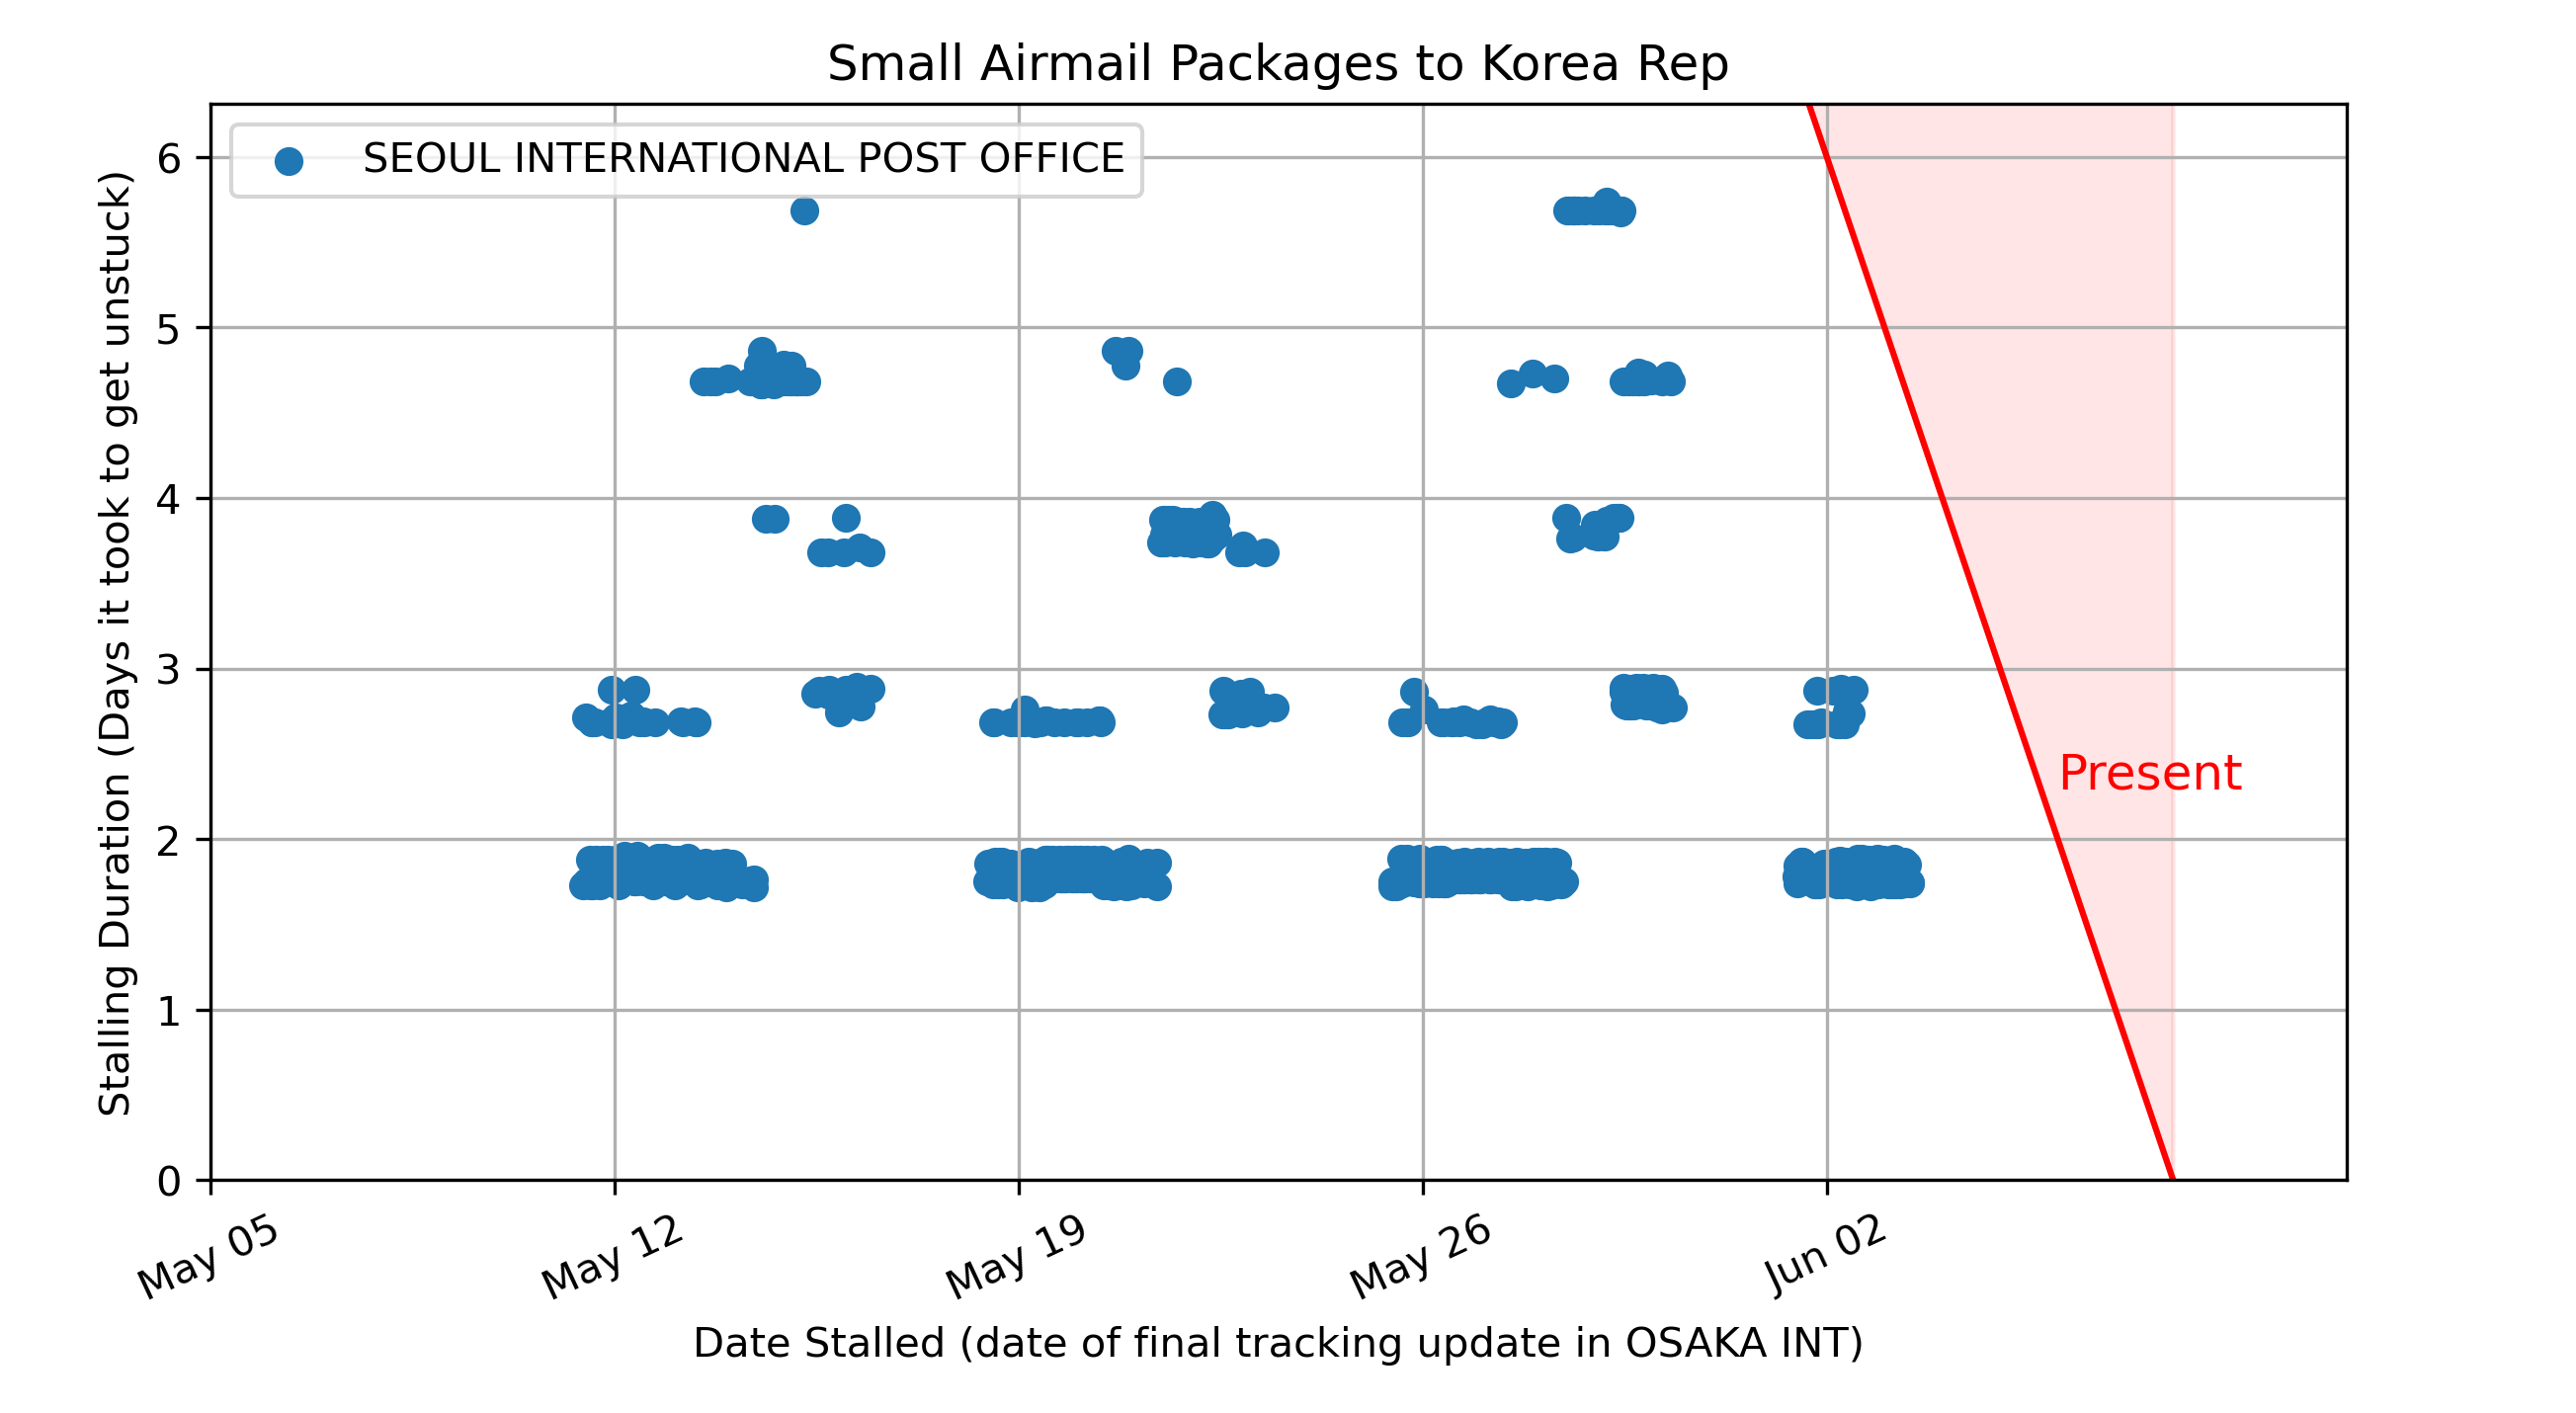 Small Airmail Packages to Korea Rep
SEOUL INTERNATIONAL POST OFFICE
Stalling Duration (Days it took to get unstuck)
6
5
4
3
2
1
0
Present
May 05
May 12
May 19
May 26
Jun 02
Date Stalled (date of final tracking update in OSAKA INT)